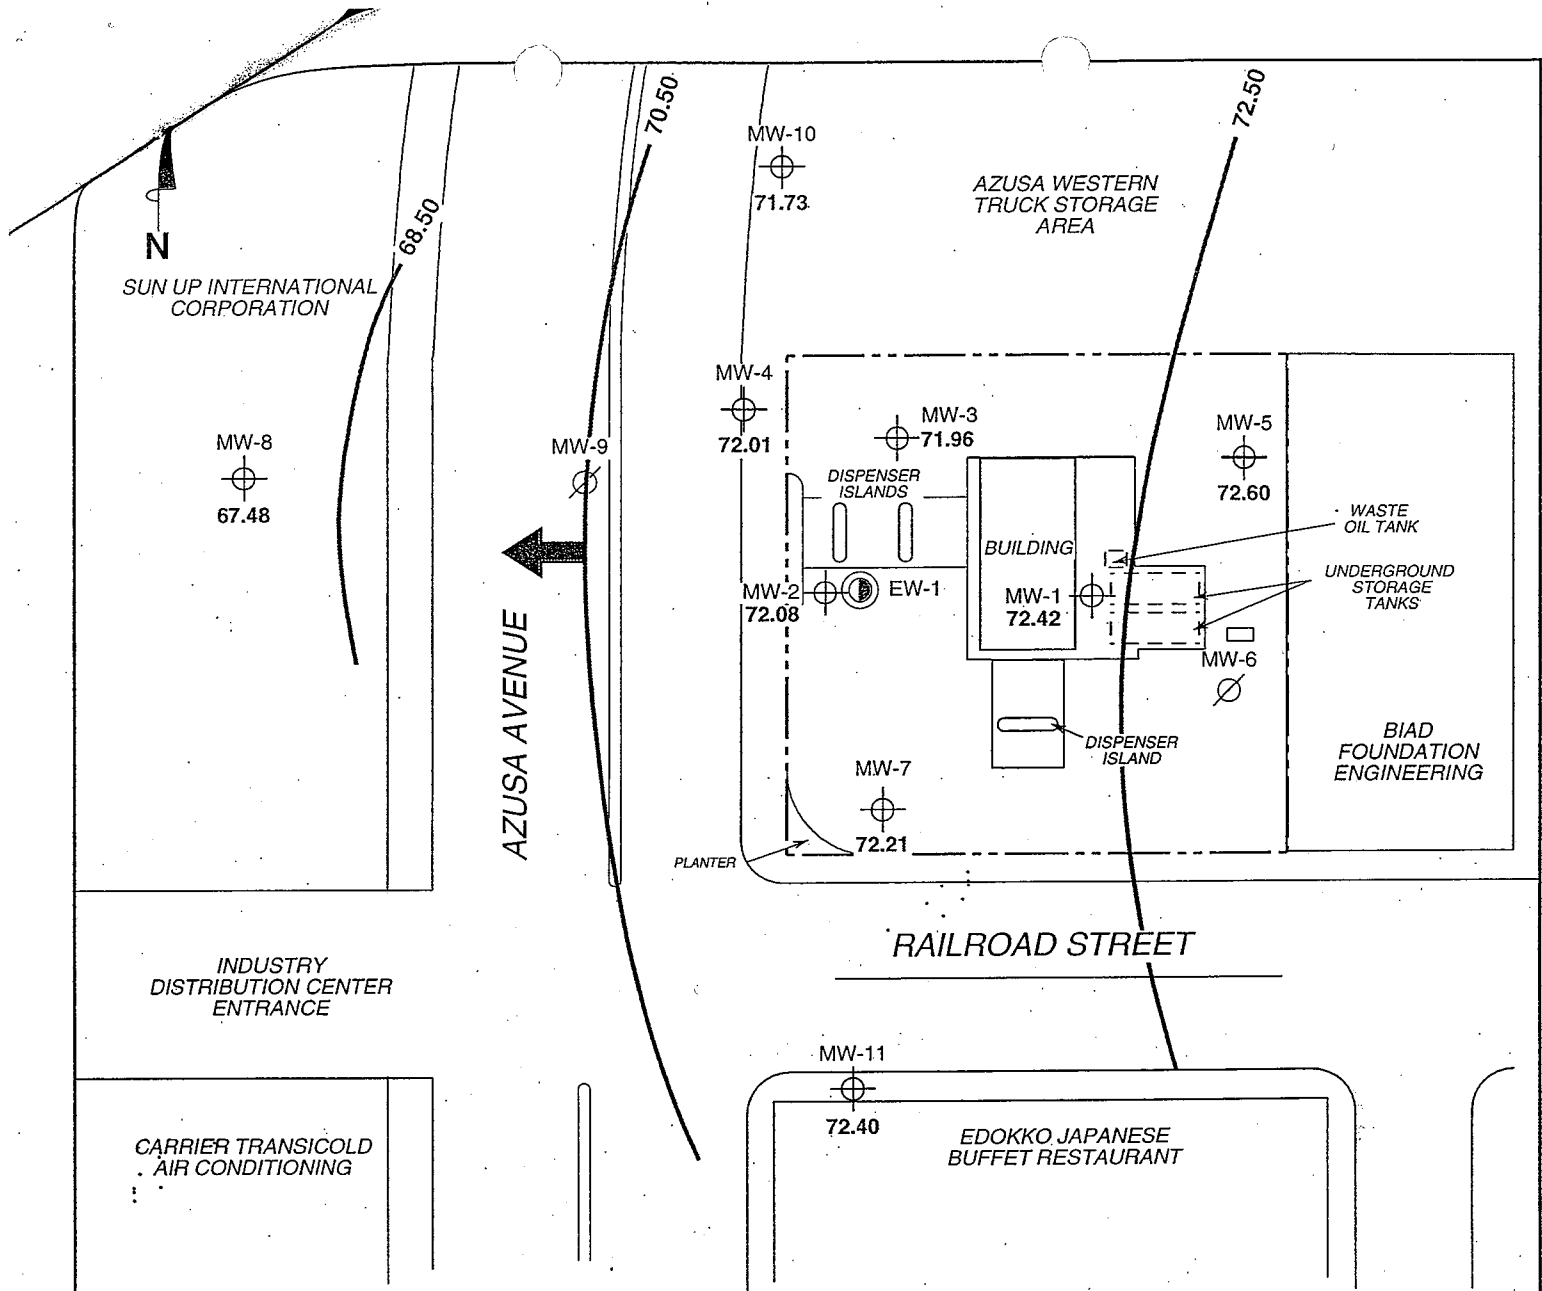 70.50
72.50
MW-10
71.73
AZUSA WESTERN
TRUCK STORAGE
AREA
N
68.50
SUN UP INTERNATIONAL
CORPORATION
MW-4
72.01
MW-3
71.96
MW-5
72.60
MW-8
67.48
MW-9
DISPENSER
ISLANDS
WASTE
OIL TANK
BUILDING
UNDERGROUND
STORAGE
TANKS
MW-2
72.08
EW-1
MW-1
72.42
MW-6
AZUSA AVENUE
DISPENSER
ISLAND
BIAD
FOUNDATION
ENGINEERING
MW-7
72.21
PLANTER
RAILROAD STREET
INDUSTRY
DISTRIBUTION CENTER
ENTRANCE
MW-11
72.40
CARRIER TRANSICOLD
AIR CONDITIONING
EDOKKO JAPANESE
BUFFET RESTAURANT